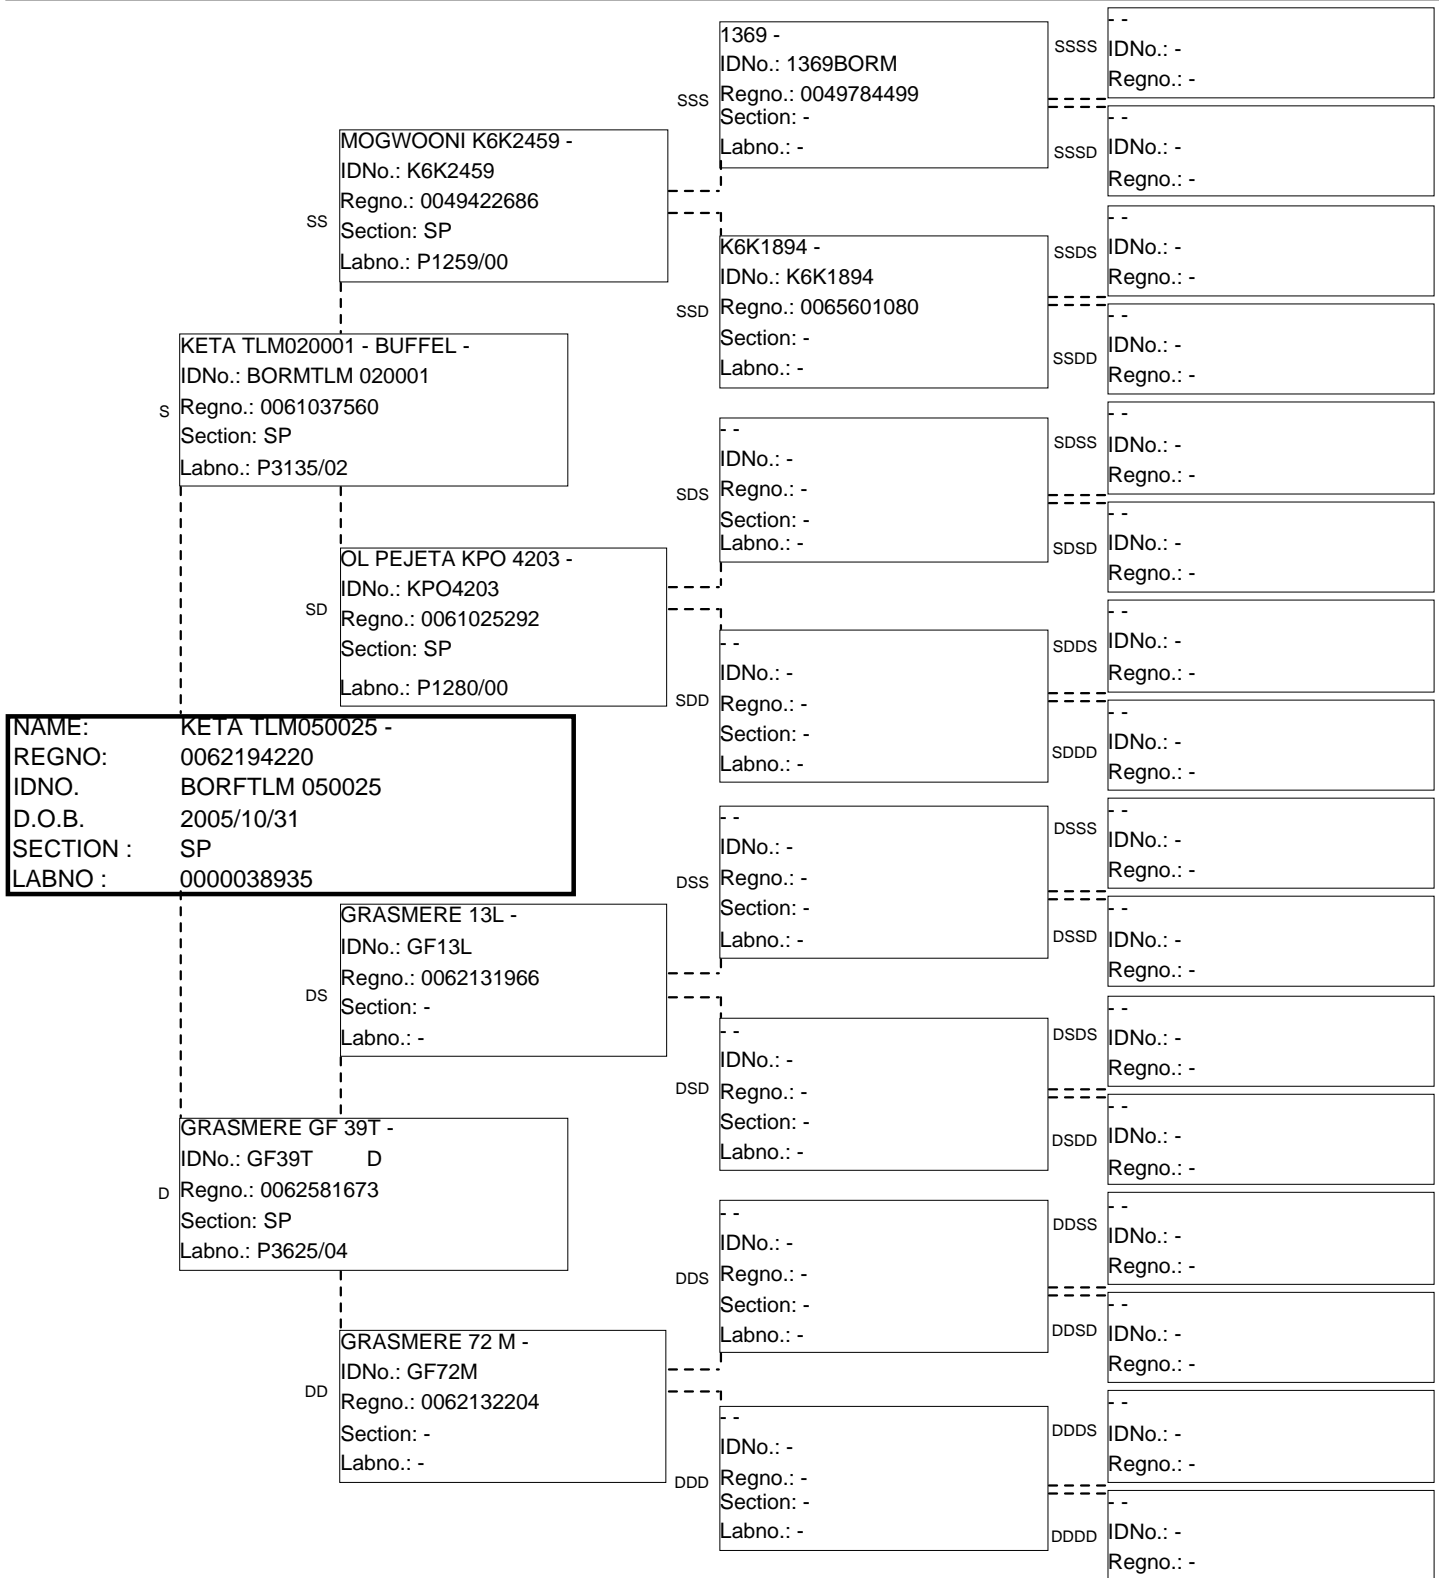 1369 -
SSS
IDNo.: 1369BORM
Regno.: 0049784499
Section: -
Labno.: -
- -
SSSS
IDNo.: -
Regno.: -
- -
SSSD
IDNo.: -
Regno.: -
MOGWOONI K6K2459 -
IDNo.: K6K2459
Regno.: 0049422686
SS
Section: SP
Labno.: P1259/00
K6K1894 -
IDNo.: K6K1894
SSD
Regno.: 0065601080
Section: -
Labno.: -
- -
SSDS
IDNo.: -
Regno.: -
- -
SSDD
IDNo.: -
Regno.: -
KETA TLM020001 - BUFFEL -
IDNo.: BORMTLM 020001
S
Regno.: 0061037560
Section: SP
Labno.: P3135/02
- -
IDNo.: -
SDS
Regno.: -
Section: -
Labno.: -
- -
SDSS
IDNo.: -
Regno.: -
- -
SDSD
IDNo.: -
Regno.: -
OL PEJETA KPO 4203 -
IDNo.: KPO4203
SD
Regno.: 0061025292
Section: SP
Labno.: P1280/00
- -
IDNo.: -
SDD
Regno.: -
Section: -
Labno.: -
- -
SDDS
IDNo.: -
Regno.: -
- -
SDDD
IDNo.: -
Regno.: -
NAME: KETA TLM050025 -
REGNO: 0062194220
IDNO. BORFTLM 050025
D.O.B. 2005/10/31
SECTION : SP
LABNO : 0000038935
- -
IDNo.: -
DSS
Regno.: -
Section: -
Labno.: -
- -
DSSS
IDNo.: -
Regno.: -
- -
DSSD
IDNo.: -
Regno.: -
GRASMERE 13L -
IDNo.: GF13L
Regno.: 0062131966
DS
Section: -
Labno.: -
- -
IDNo.: -
DSD
Regno.: -
Section: -
Labno.: -
- -
DSDS
IDNo.: -
Regno.: -
- -
DSDD
IDNo.: -
Regno.: -
GRASMERE GF 39T -
IDNo.: GF39T D
D
Regno.: 0062581673
Section: SP
Labno.: P3625/04
- -
IDNo.: -
DDS
Regno.: -
Section: -
Labno.: -
- -
DDSS
IDNo.: -
Regno.: -
- -
DDSD
IDNo.: -
Regno.: -
GRASMERE 72 M -
IDNo.: GF72M
DD
Regno.: 0062132204
Section: -
Labno.: -
- -
IDNo.: -
DDD
Regno.: -
Section: -
Labno.: -
- -
DDDS
IDNo.: -
Regno.: -
- -
DDDD
IDNo.: -
Regno.: -